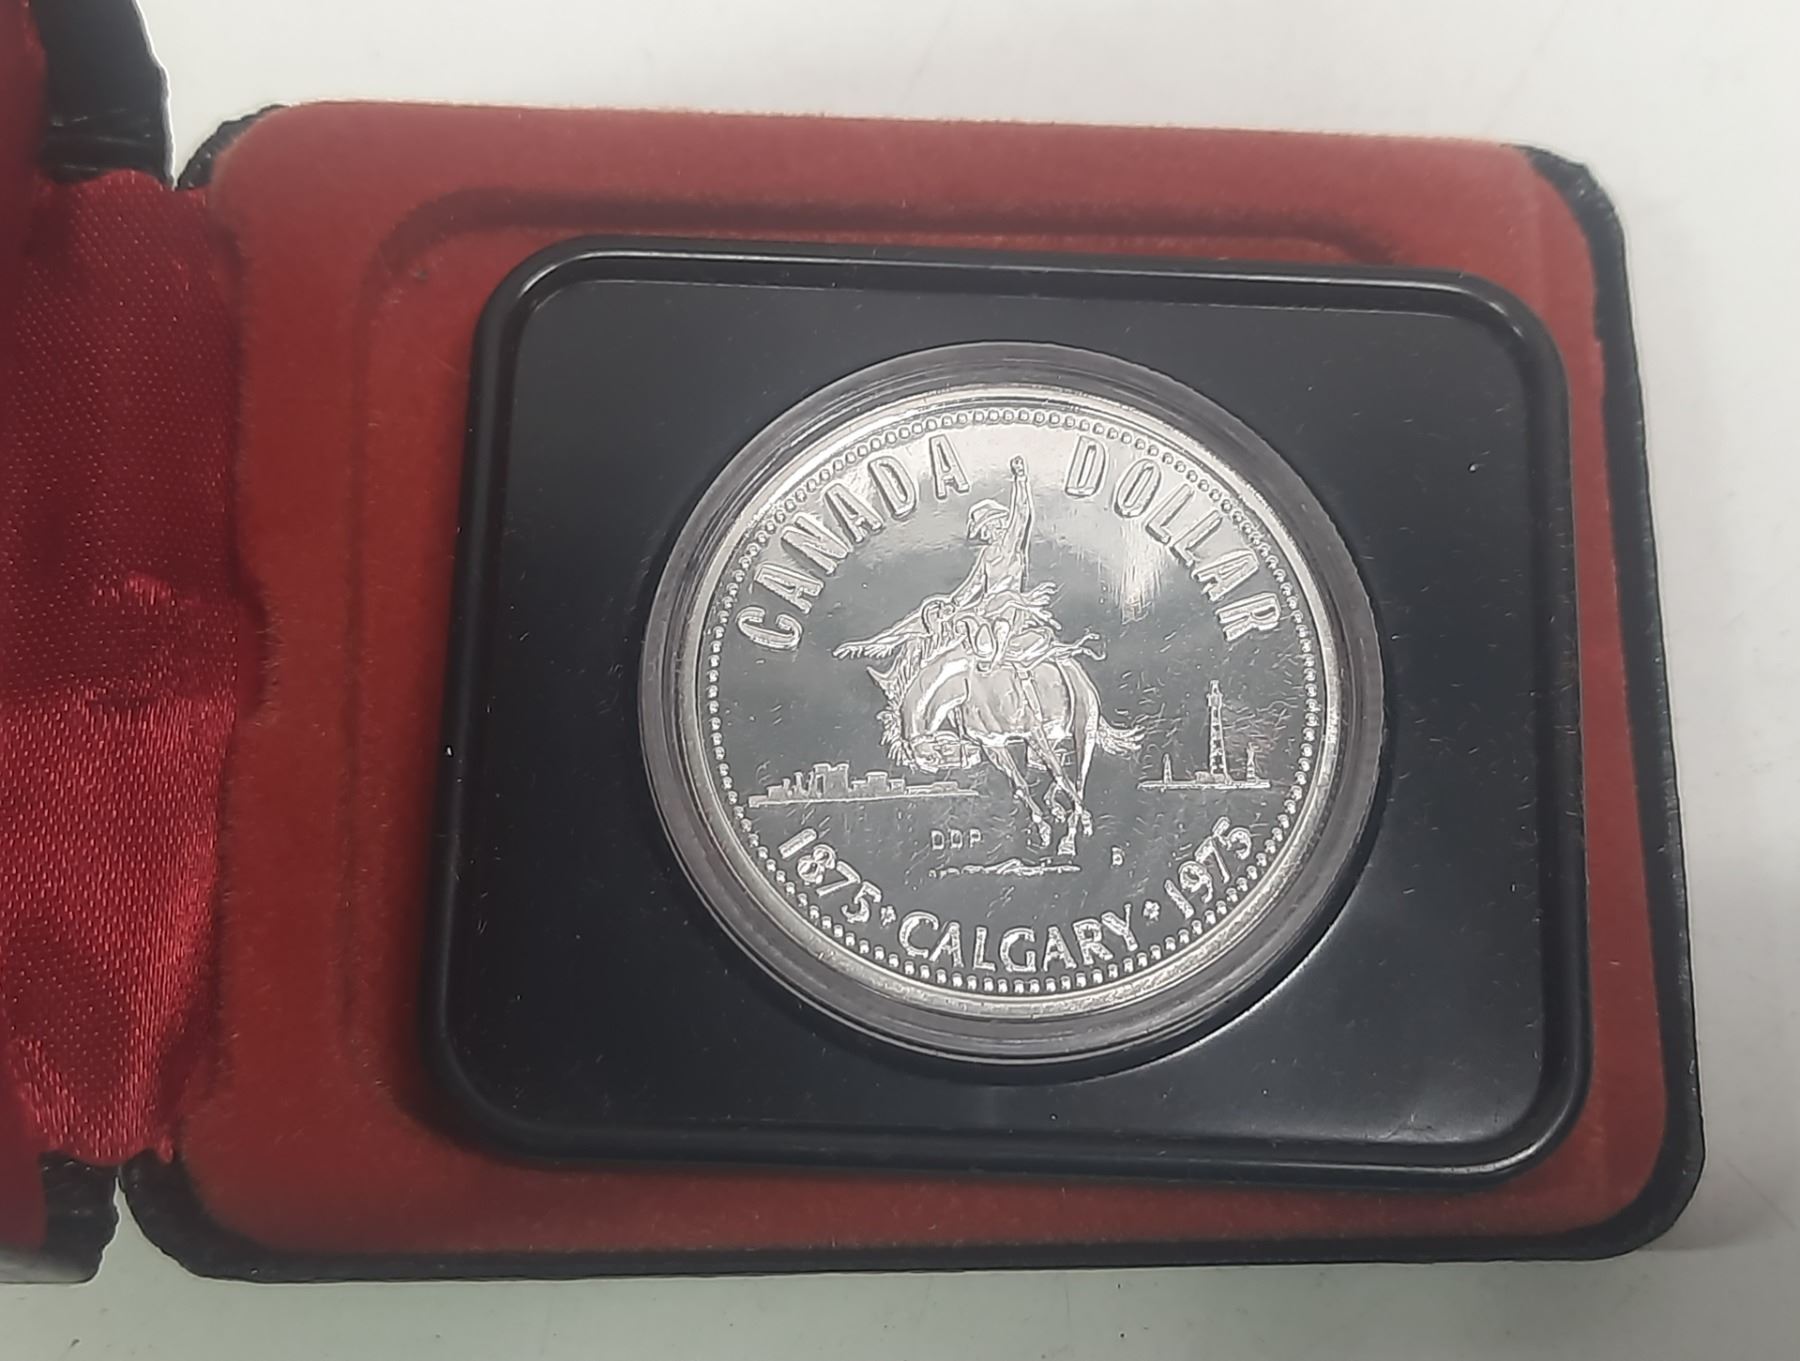 CANADA DOLLAR
DDP
1875 • CALGARY • 1975